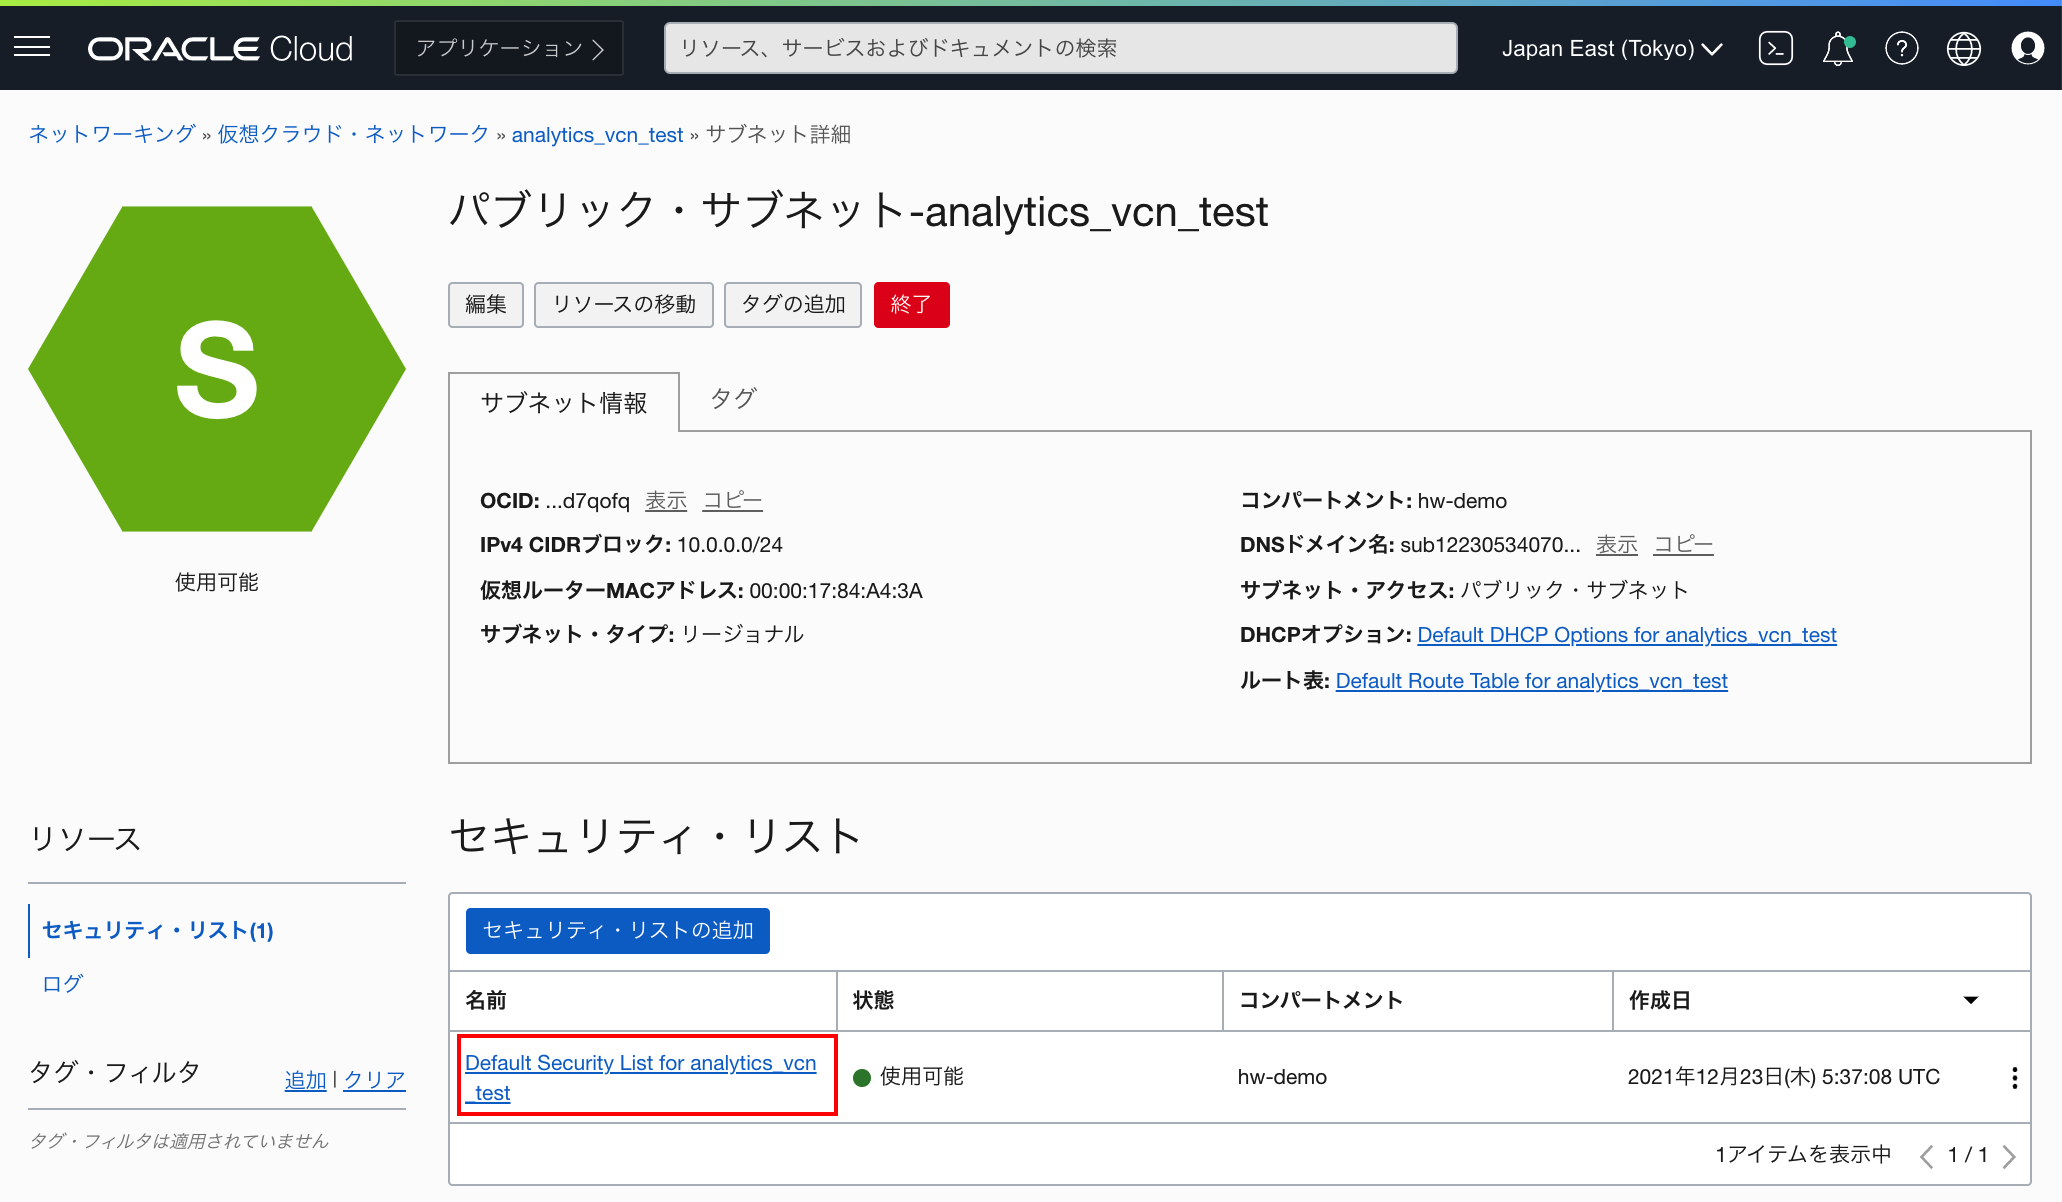 ORACLE Cloud
アプリケーション
リソース、サービスおよびドキュメントの検索
Japan East (Tokyo)
ネットワーキング » 仮想クラウド・ネットワーク » analytics_vcn_test » サブネット詳細
S
使用可能
パブリック・サブネット-analytics_vcn_test
編集 リソースの移動 タグの追加 終了
サブネット情報 タグ
OCID: ...d7qofq 表示 コピー
IPv4 CIDRブロック: 10.0.0.0/24
仮想ルーターMACアドレス: 00:00:17:84:A4:3A
サブネット・タイプ: リージョナル
コンパートメント: hw-demo
DNSドメイン名: sub12230534070... 表示 コピー
サブネット・アクセス: パブリック・サブネット
DHCPオプション: Default DHCP Options for analytics_vcn_test
ルート表: Default Route Table for analytics_vcn_test
リソース
セキュリティ・リスト(1)
ログ
タグ・フィルタ 追加 | クリア
タグ・フィルタは適用されていません
セキュリティ・リスト
セキュリティ・リストの追加
名前 状態 コンパートメント 作成日
Default Security List for analytics_vcn
_test
使用可能 hw-demo 2021年12月23日(木) 5:37:08 UTC
1アイテムを表示中 1 / 1